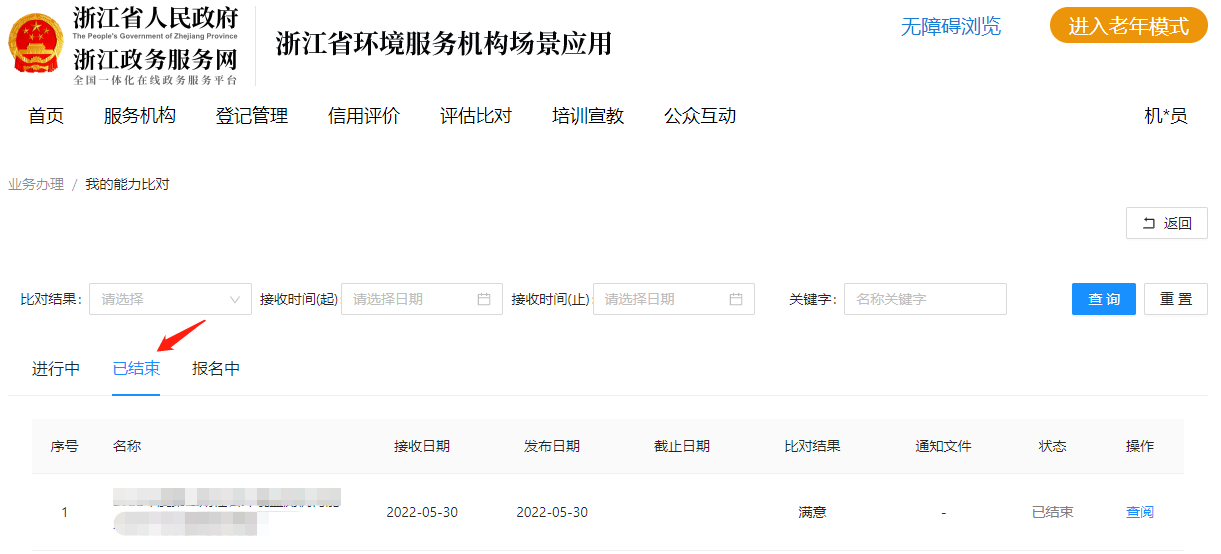 浙江省人民政府
The People's Government of Zhejiang Province
浙江政务服务网
全国一体化在线政务服务平台
浙江省环境服务机构场景应用
无障碍浏览
进入老年模式
首页 服务机构 登记管理 信用评价 评估比对 培训宣教 公众互动 机*员
业务办理 / 我的能力比对
返回
比对结果: 请选择 接收时间(起): 请选择日期 接收时间(止): 请选择日期 关键字: 名称关键字 查 询 重 置
进行中 已结束 报名中
序号 名称 接收日期 发布日期 截止日期 比对结果 通知文件 状态 操作
1 2022-05-30 2022-05-30 满意 - 已结束 查阅